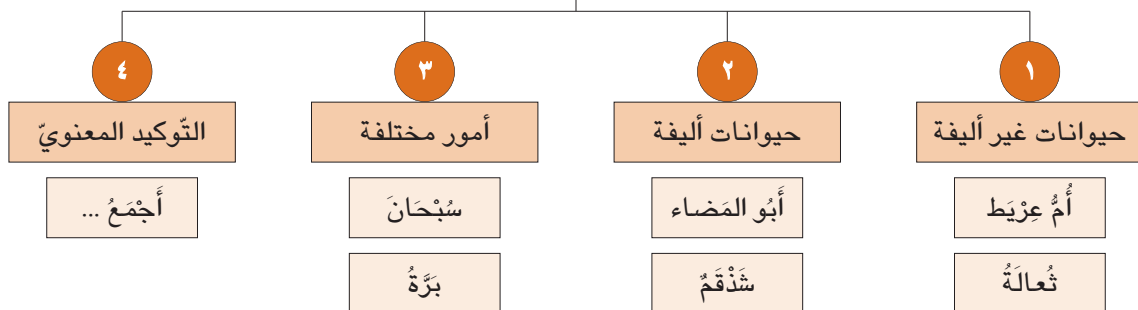 ١ ٢ ٣ ٤
حيوانات غير أليفة حيوانات أليفة أمور مختلفة التّوكيد المعنويّ
أُمُّ عِرْيَط أَبُو المَضاء سُبْحَانَ أَجْمَعُ ...
ثُعالَةُ شَذْقَمٌ بَرَّةُ